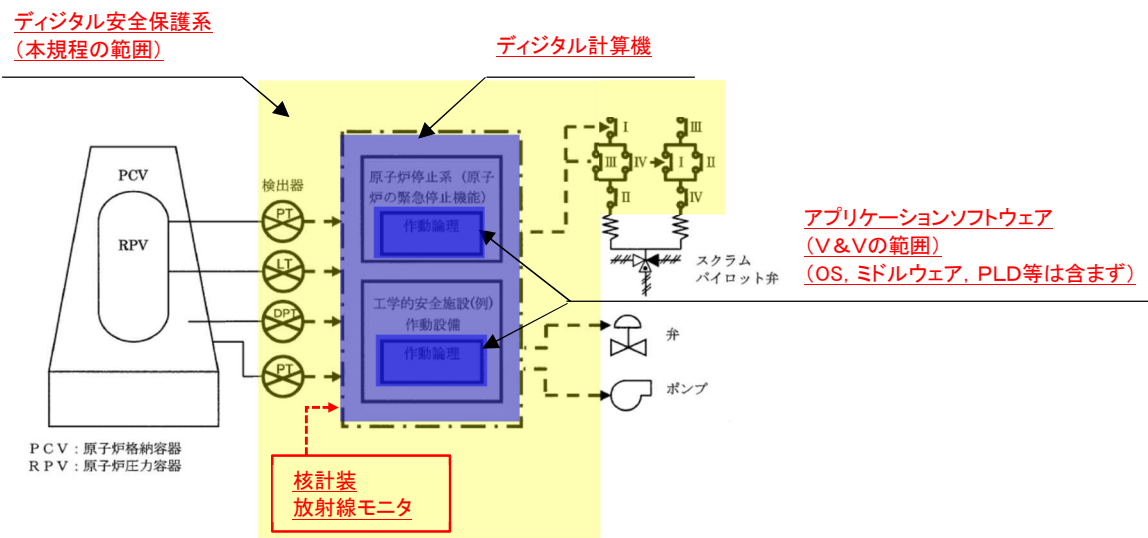 ディジタル安全保護系
（本規程の範囲）
ディジタル計算機
PCV
RPV
検出器
PT
LT
DPT
PT
原子炉停止系（原子
炉の緊急停止機能）
作動論理
工学的安全施設(例)
作動設備
作動論理
I
III
IV
II
III
I
II
IV
スクラム
パイロット弁
弁
ポンプ
アプリケーションソフトウェア
（V＆Vの範囲）
（OS，ミドルウェア，PLD等は含まず）
核計装
放射線モニタ
PCV：原子炉格納容器
RPV：原子炉圧力容器